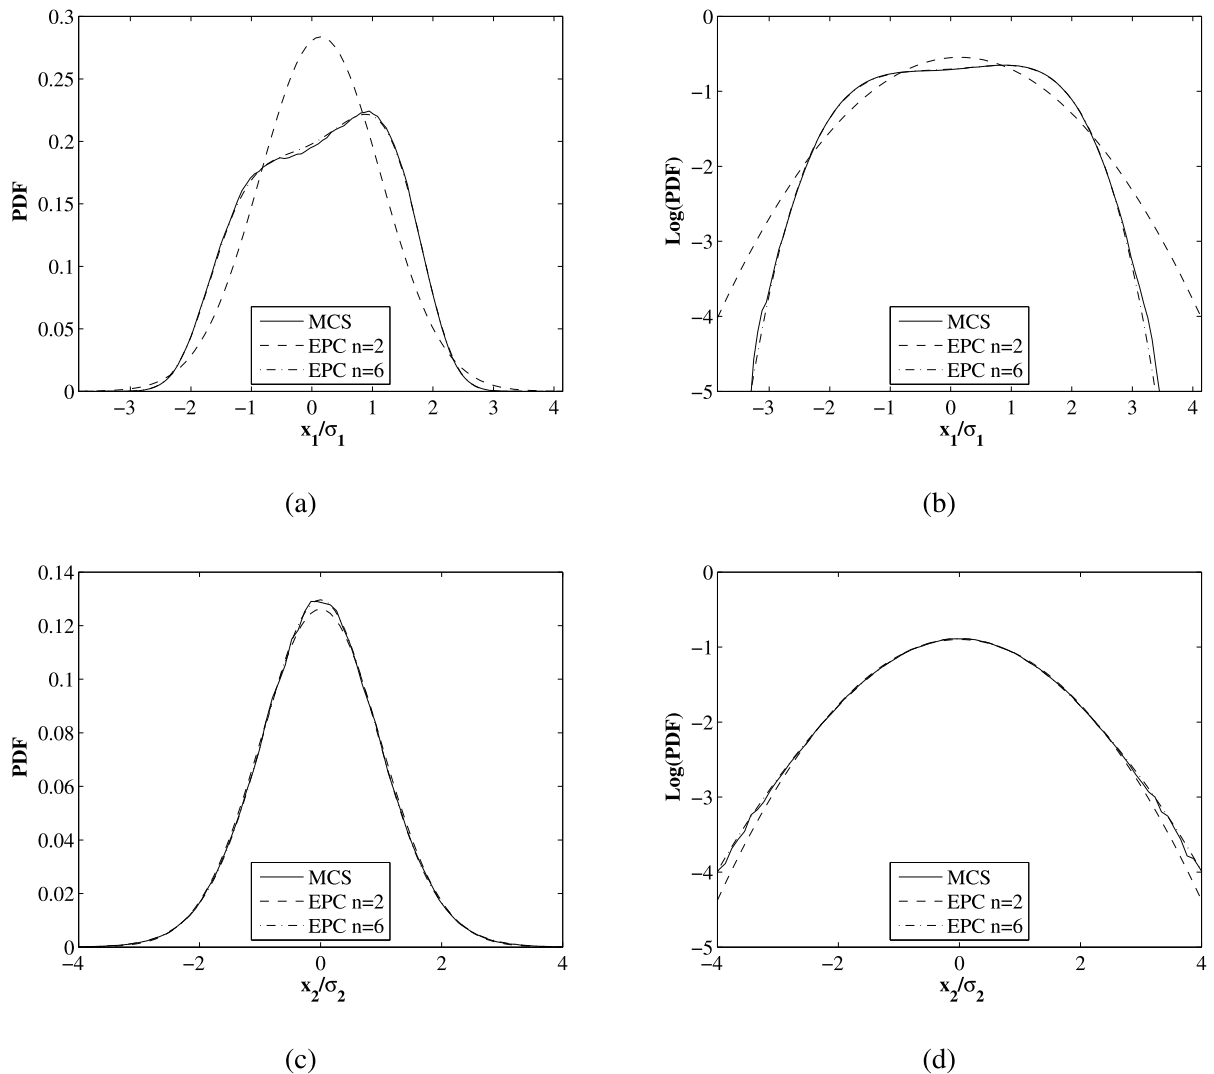 0.3
0.25
0.2
0.15
0.1
0.05
0
PDF
−3 −2 −1 0 1 2 3 4
x1/σ1
MCS
EPC n=2
EPC n=6
(a)
0
−1
−2
−3
−4
−5
Log(PDF)
−3 −2 −1 0 1 2 3 4
x1/σ1
MCS
EPC n=2
EPC n=6
(b)
0.14
0.12
0.1
0.08
0.06
0.04
0.02
0
PDF
−4 −2 0 2 4
x2/σ2
MCS
EPC n=2
EPC n=6
(c)
0
−1
−2
−3
−4
−5
Log(PDF)
−4 −2 0 2 4
x2/σ2
MCS
EPC n=2
EPC n=6
(d)